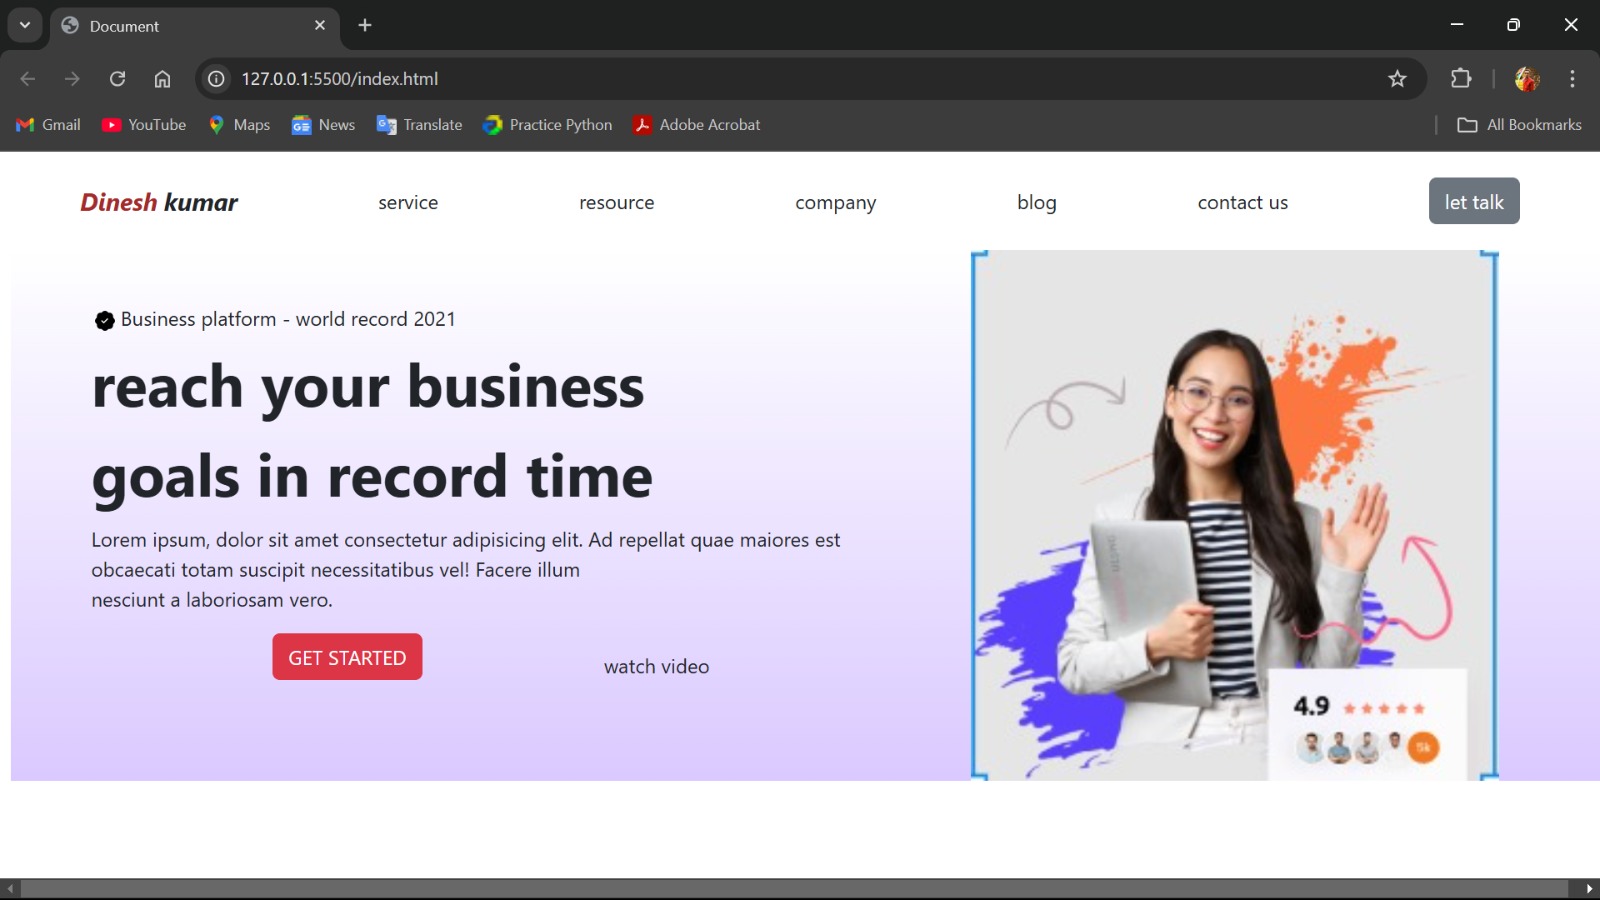 Document
127.0.0.1:5500/index.html
Gmail YouTube Maps News Translate Practice Python Adobe Acrobat All Bookmarks
Dinesh kumar service resource company blog contact us let talk
Business platform - world record 2021
reach your business
goals in record time
Lorem ipsum, dolor sit amet consectetur adipisicing elit. Ad repellat quae maiores est
obcaecati totam suscipit necessitatibus vel! Facere illum
nesciunt a laboriosam vero.
GET STARTED watch video
4.9
5k